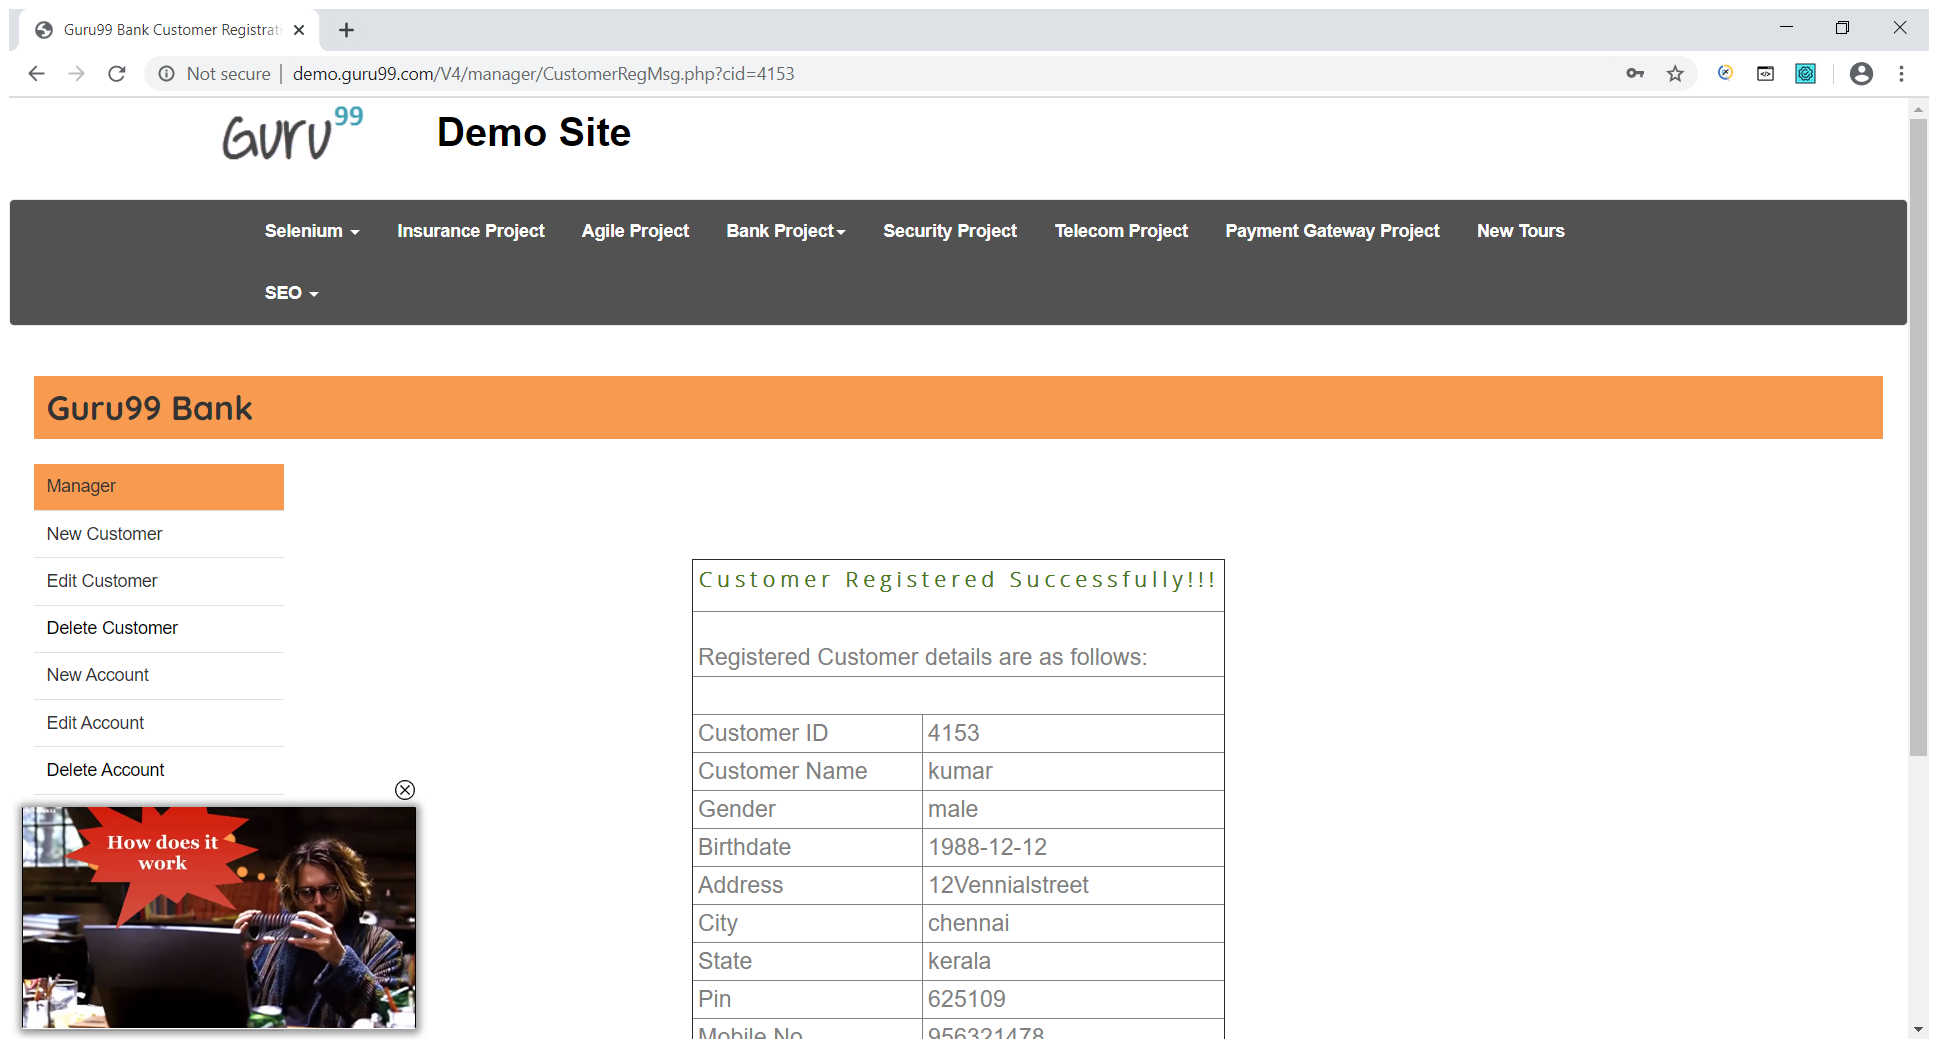 Guru99 Bank Customer Registrati
Not secure | demo.guru99.com/V4/manager/CustomerRegMsg.php?cid=4153
Guru99 Demo Site
Selenium Insurance Project Agile Project Bank Project Security Project Telecom Project Payment Gateway Project New Tours
SEO
Guru99 Bank
Manager
New Customer
Edit Customer
Delete Customer
New Account
Edit Account
Delete Account
How does it
work
Customer Registered Successfully!!!
Registered Customer details are as follows:
Customer ID 4153
Customer Name kumar
Gender male
Birthdate 1988-12-12
Address 12Vennialstreet
City chennai
State kerala
Pin 625109
Mobile No 956321478